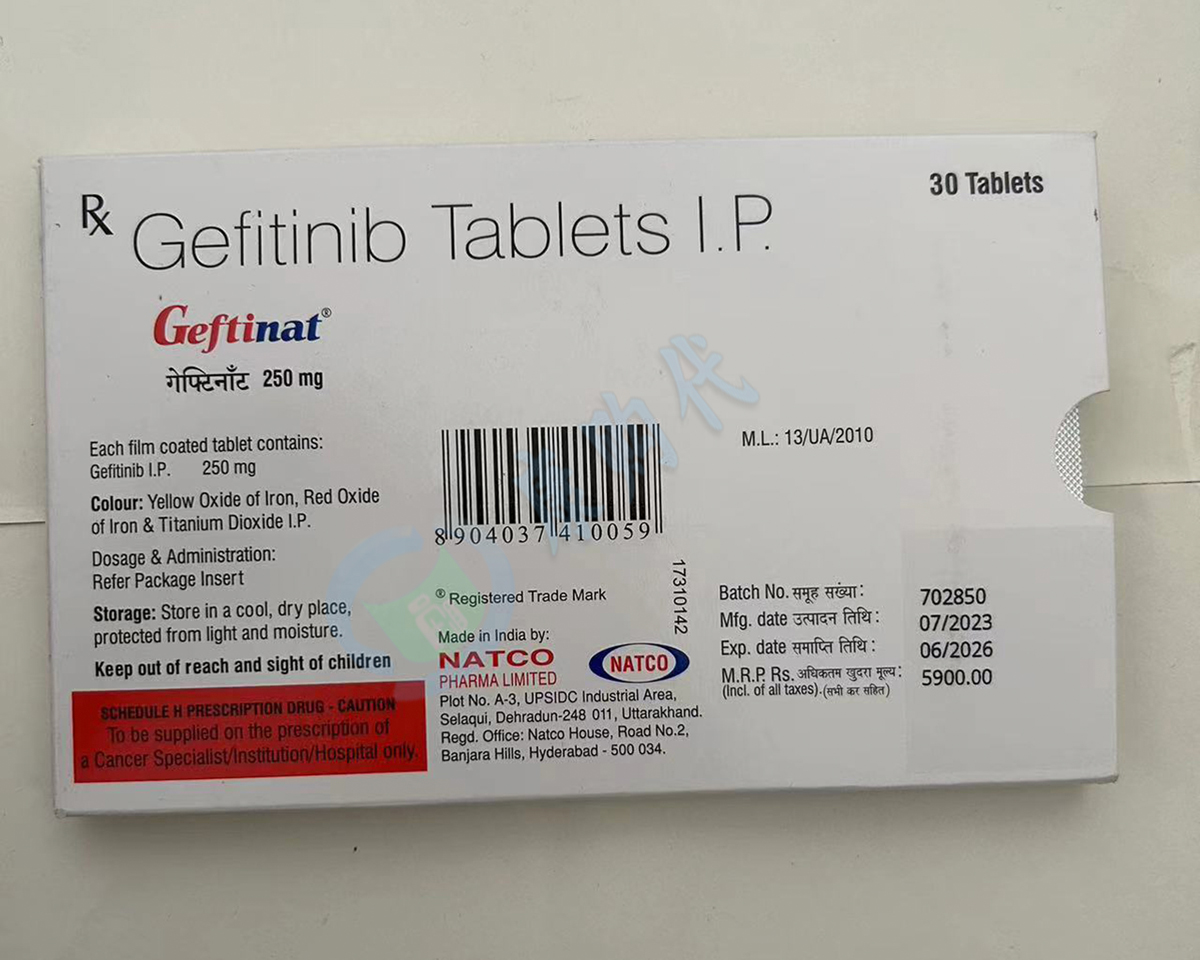 Rx Gefitinib Tablets I.P.
30 Tablets
Geftinat®
गेफ्टिनाँट 250 mg
Each film coated tablet contains:
Gefitinib I.P. 250 mg
Colour: Yellow Oxide of Iron, Red Oxide
of Iron & Titanium Dioxide I.P.
Dosage & Administration:
Refer Package Insert
Storage: Store in a cool, dry place,
protected from light and moisture.
Keep out of reach and sight of children
SCHEDULE H PRESCRIPTION DRUG - CAUTION
To be supplied on the prescription of
a Cancer Specialist/Institution/Hospital only.
8 904037 410059
® Registered Trade Mark
17310142
Made in India by:
NATCO
PHARMA LIMITED
NATCO
Plot No. A-3, UPSIDC Industrial Area,
Selaqui, Dehradun-248 011, Uttarakhand.
Regd. Office: Natco House, Road No.2,
Banjara Hills, Hyderabad - 500 034.
M.L.: 13/UA/2010
Batch No. समूह संख्या: 702850
Mfg. date उत्पादन तिथि: 07/2023
Exp. date समाप्ति तिथि: 06/2026
M.R.P. Rs. अधिकतम खुदरा मूल्य: 5900.00
(Incl. of all taxes).(सभी कर सहित)
代